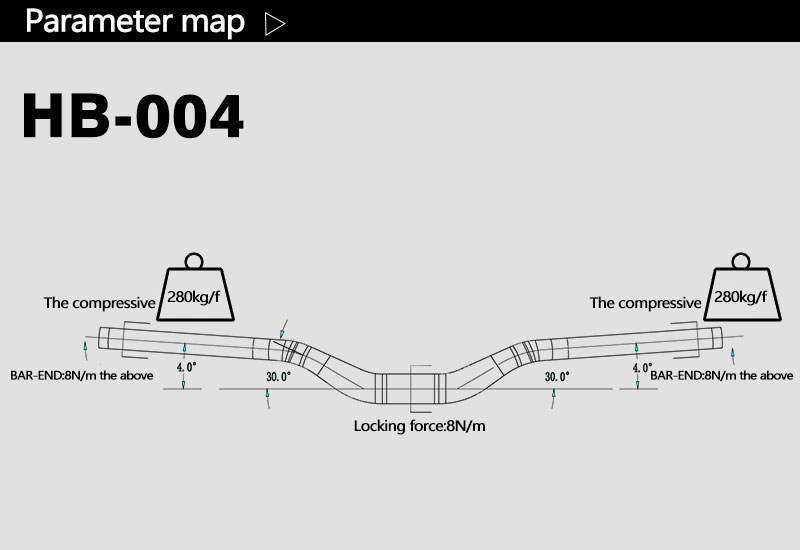 Parameter map
HB-004
The compressive 280kg/f
The compressive 280kg/f
4.0°
30.0°
30.0°
4.0°
BAR-END:8N/m the above
BAR-END:8N/m the above
Locking force:8N/m